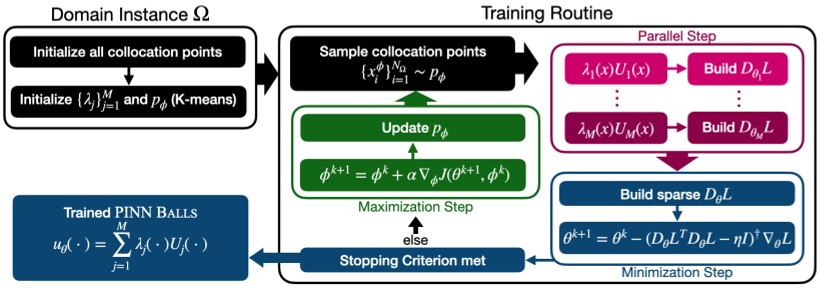 Domain Instance Ω
Initialize all collocation points
Initialize {λ_j}_{j=1}^M and p_ϕ (K-means)
Training Routine
Sample collocation points
{x_i^ϕ}_{i=1}^{N_Ω} ∼ p_ϕ
Parallel Step
λ_1(x)U_1(x)
Build D_{θ_1}L
⋮
⋮
λ_M(x)U_M(x)
Build D_{θ_M}L
Update p_ϕ
ϕ^{k+1} = ϕ^k + α ∇_ϕ J(θ^{k+1}, ϕ^k)
Maximization Step
Build sparse D_θL
θ^{k+1} = θ^k − (D_θL^T D_θL − ηI)^† ∇_θL
Minimization Step
else
Stopping Criterion met
Trained PINN BALLS
u_θ( · ) = ∑_{j=1}^M λ_j( · )U_j( · )